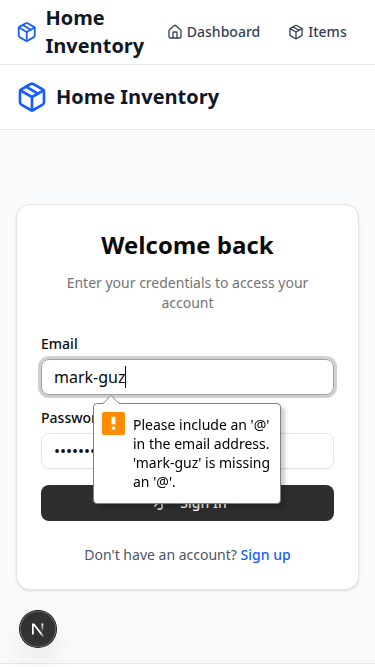 Home
Inventory
Dashboard
Items
Home Inventory
Welcome back
Enter your credentials to access your
account
Email
mark-guz
Please include an '@'
in the email address.
'mark-guz' is missing
an '@'.
Sign In
Don't have an account? Sign up
N